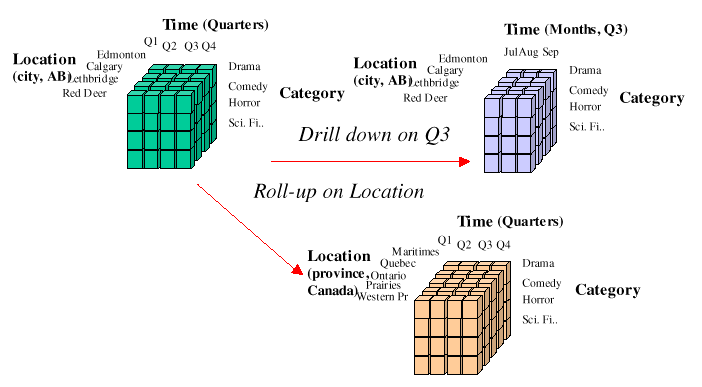 Time (Quarters)
Q1 Q2 Q3 Q4
Location
(city, AB)
Edmonton
Calgary
Lethbridge
Red Deer
Drama
Comedy
Horror
Sci. Fi..
Category
Time (Months, Q3)
Jul Aug Sep
Location
(city, AB)
Edmonton
Calgary
Lethbridge
Red Deer
Drama
Comedy
Horror
Sci. Fi..
Category
Drill down on Q3
Roll-up on Location
Time (Quarters)
Q1 Q2 Q3 Q4
Location
(province,
Canada)
Maritimes
Quebec
Ontario
Prairies
Western Pr
Drama
Comedy
Horror
Sci. Fi..
Category